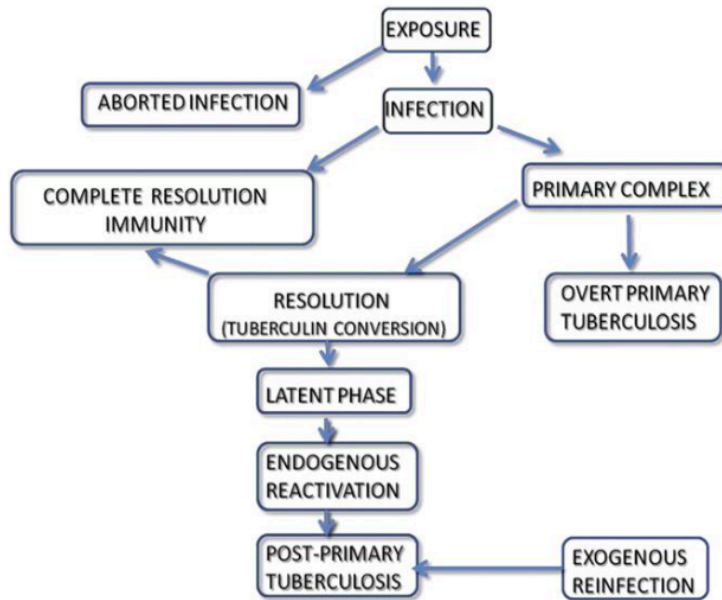 EXPOSURE
ABORTED INFECTION
INFECTION
COMPLETE RESOLUTION
IMMUNITY
PRIMARY COMPLEX
RESOLUTION
(TUBERCULIN CONVERSION)
OVERT PRIMARY
TUBERCULOSIS
LATENT PHASE
ENDOGENOUS
REACTIVATION
POST-PRIMARY
TUBERCULOSIS
EXOGENOUS
REINFECTION